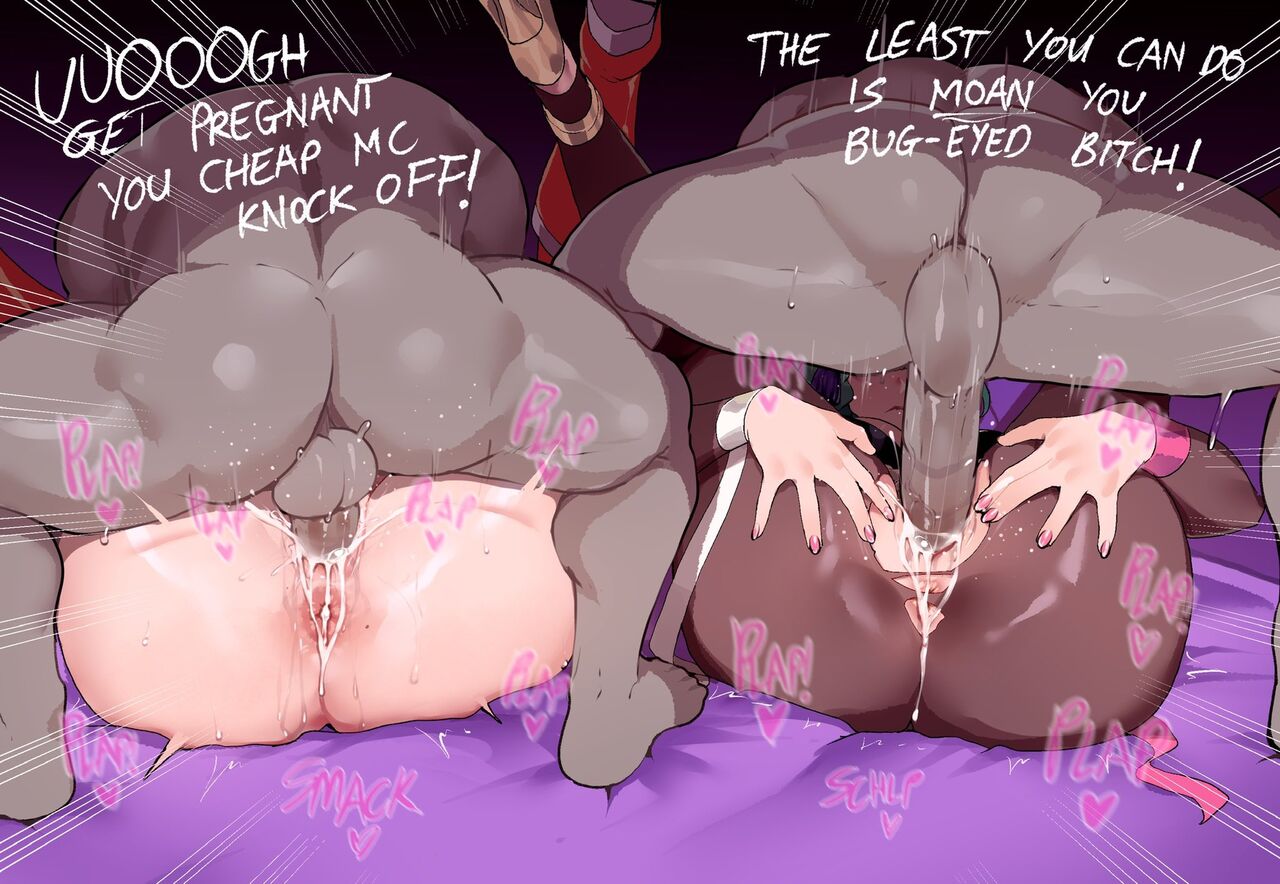 UUOOOGH
GET PREGNANT
YOU CHEAP MC
KNOCK OFF!
THE LEAST YOU CAN DO
IS MOAN YOU
BUG-EYED BITCH!
PLAP!
PLAP
PLAP
PLAP
PLAP!
PLAP
PLAP!
PLAP!
PLAP
PLAP!
PLAP
SMACK
SCHLP